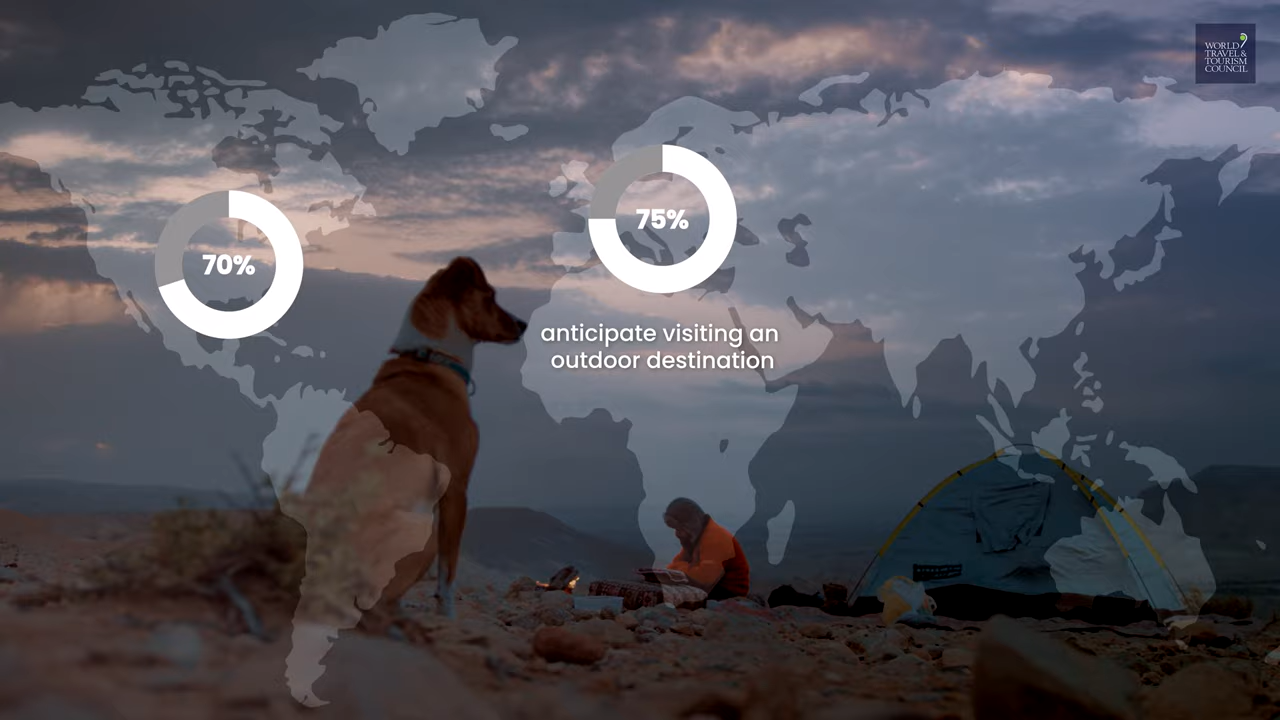 WORLD
TRAVEL &
TOURISM
COUNCIL
70%
75%
anticipate visiting an
outdoor destination